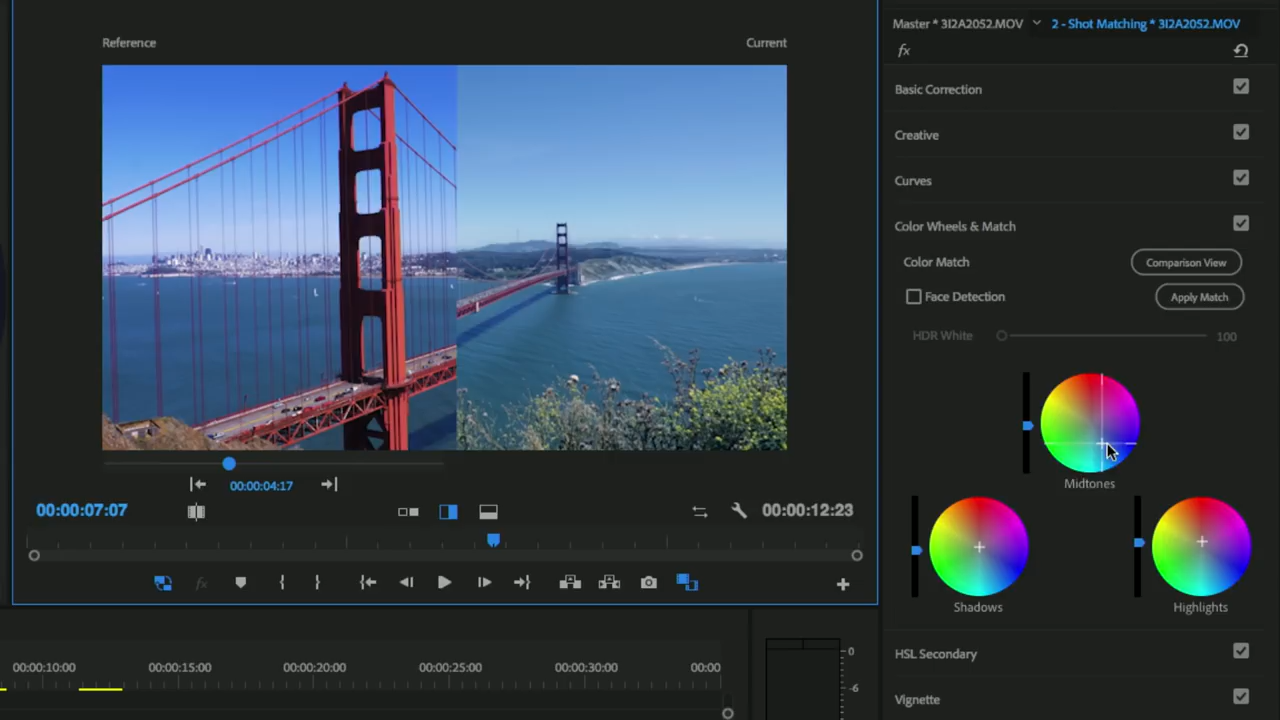 Reference
Current
00:00:04:17
00:00:07:07
00:00:12:23
00:00:10:00
00:00:15:00
00:00:20:00
00:00:25:00
00:00:30:00
00:00
0
-6
Master * 3I2A2052.MOV
2 - Shot Matching * 3I2A2052.MOV
fx
Basic Correction
Creative
Curves
Color Wheels & Match
Color Match
Comparison View
Face Detection
Apply Match
HDR White
100
Midtones
Shadows
Highlights
HSL Secondary
Vignette
fx